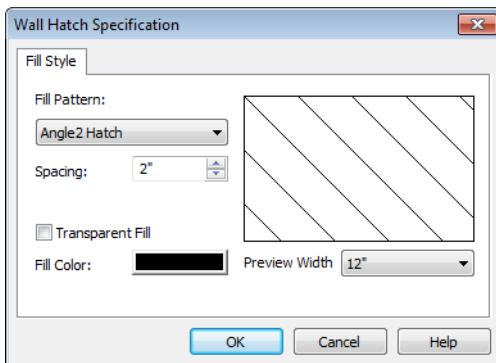 Wall Hatch Specification
Fill Style
Fill Pattern:
Angle2 Hatch
Spacing: 2"
Transparent Fill
Fill Color:
Preview Width 12"
OK Cancel Help